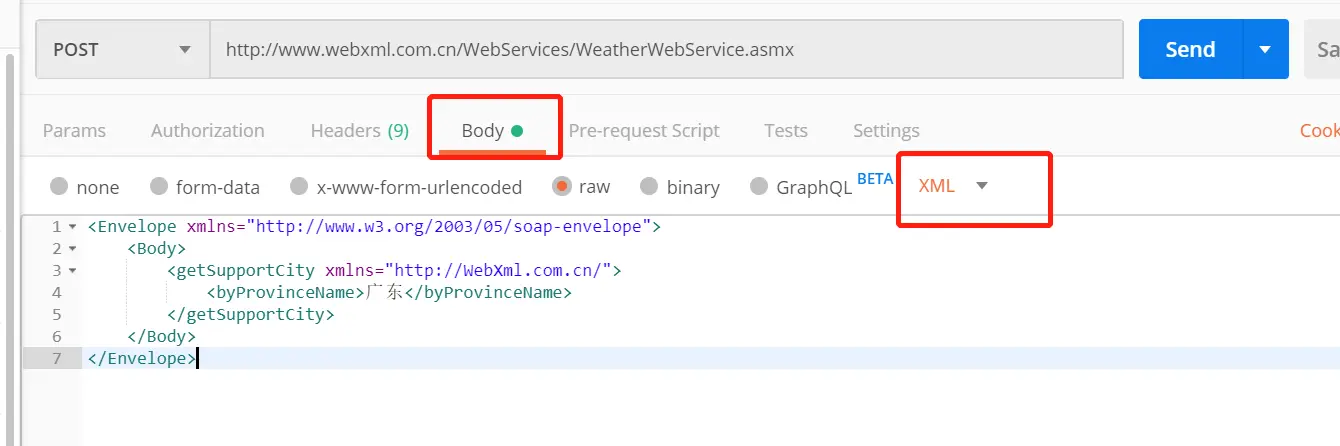 POST http://www.webxml.com.cn/WebServices/WeatherWebService.asmx Send Sa
Params Authorization Headers (9) Body Pre-request Script Tests Settings Cook
none form-data x-www-form-urlencoded raw binary GraphQL BETA XML
1 <Envelope xmlns="http://www.w3.org/2003/05/soap-envelope">
2 <Body>
3 <getSupportCity xmlns="http://WebXml.com.cn/">
4 <byProvinceName>广东</byProvinceName>
5 </getSupportCity>
6 </Body>
7 </Envelope>